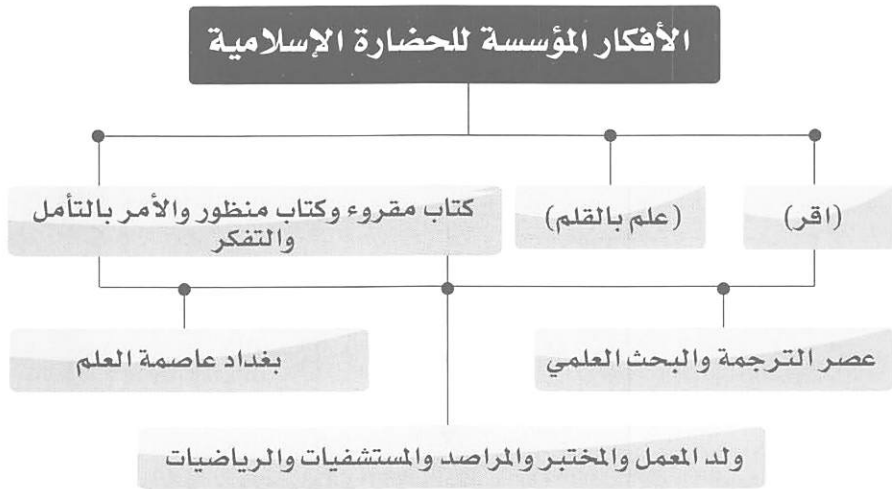 الأفكار المؤسسة للحضارة الإسلامية
(اقر)
(علم بالقلم)
كتاب مقروء وكتاب منظور والأمر بالتأمل
والتفكر
عصر الترجمة والبحث العلمي
بغداد عاصمة العلم
ولد المعمل والمختبر والمراصد والمستشفيات والرياضيات